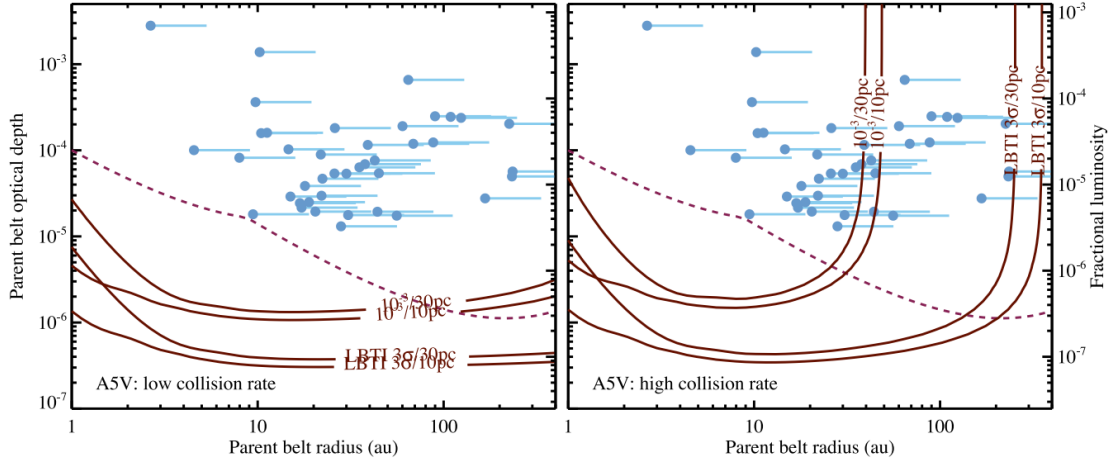 10⁻³
10⁻³
10⁻⁴
10⁻⁴
10⁻⁵
10⁻⁵
10⁻⁶
10⁻⁶
10⁻⁷
10⁻⁷
Parent belt optical depth
Fractional luminosity
10⁻³/30pc
10⁻³/10pc
LBTI 3σ/30pc
LBTI 3σ/10pc
A5V: low collision rate
10⁻³/30pc
10⁻³/10pc
LBTI 3σ/30pc
LBTI 3σ/10pc
A5V: high collision rate
1 10 100
1 10 100
Parent belt radius (au)
Parent belt radius (au)